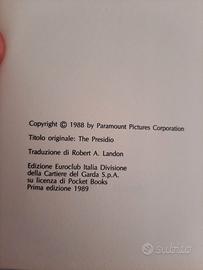 Copyright © 1988 by Paramount Pictures Corporation
Titolo originale: The Presidio
Traduzione di Robert A. Landon
Edizione Euroclub Italia Divisione
della Cartiere del Garda S.p.A.
su licenza di Pocket Books
Prima edizione 1989
subito